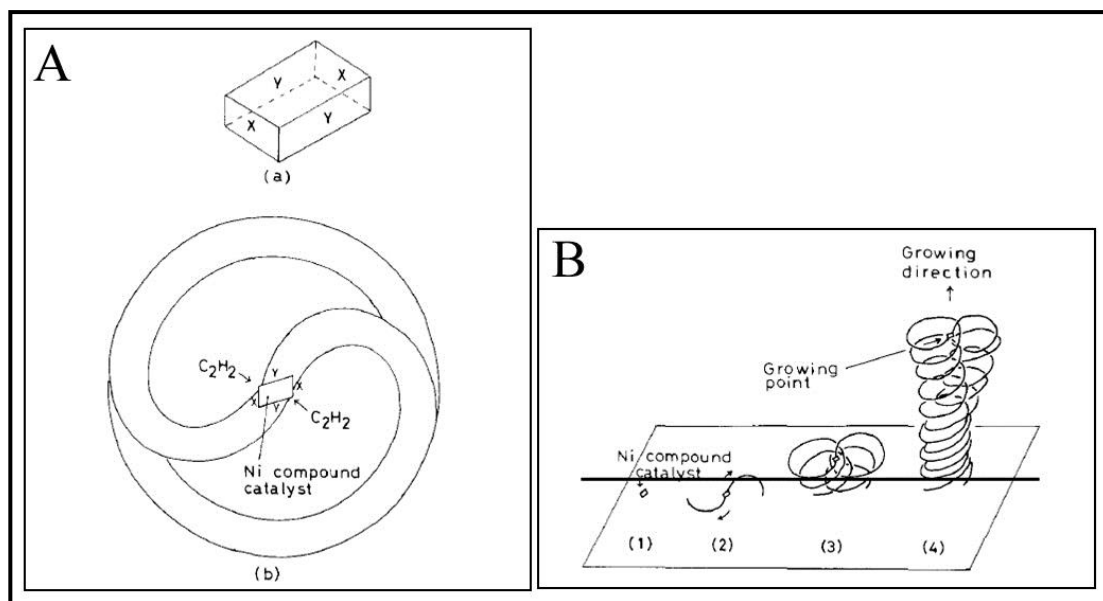 A
X
Y
X
Y
(a)
C₂H₂
Y
X
X
Y
C₂H₂
Ni compound
catalyst
(b)
B
Growing
direction
Growing
point
Ni compound
catalyst
(1)
(2)
(3)
(4)